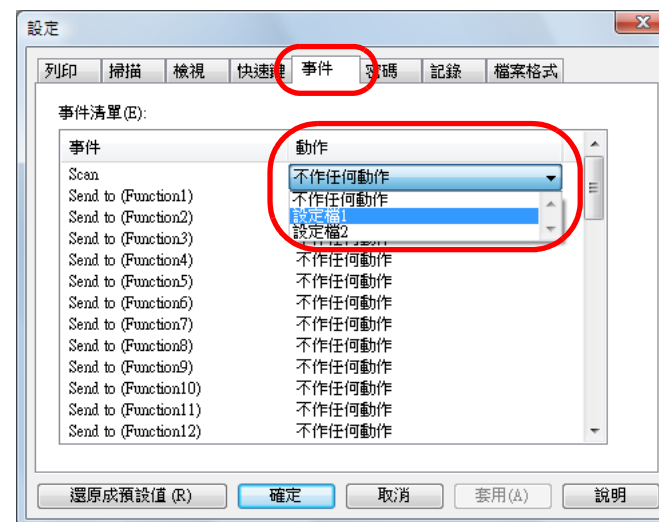 設定
列印 掃描 檢視 快速鍵 事件 密碼 記錄 檔案格式
事件清單(E):
事件 動作
Scan 不作任何動作
Send to (Function1) 不作任何動作
Send to (Function2) 設定檔1
Send to (Function3) 設定檔2
Send to (Function4) 不作任何動作
Send to (Function5) 不作任何動作
Send to (Function6) 不作任何動作
Send to (Function7) 不作任何動作
Send to (Function8) 不作任何動作
Send to (Function9) 不作任何動作
Send to (Function10) 不作任何動作
Send to (Function11) 不作任何動作
Send to (Function12) 不作任何動作
還原成預設值 (R) 確定 取消 套用(A) 說明